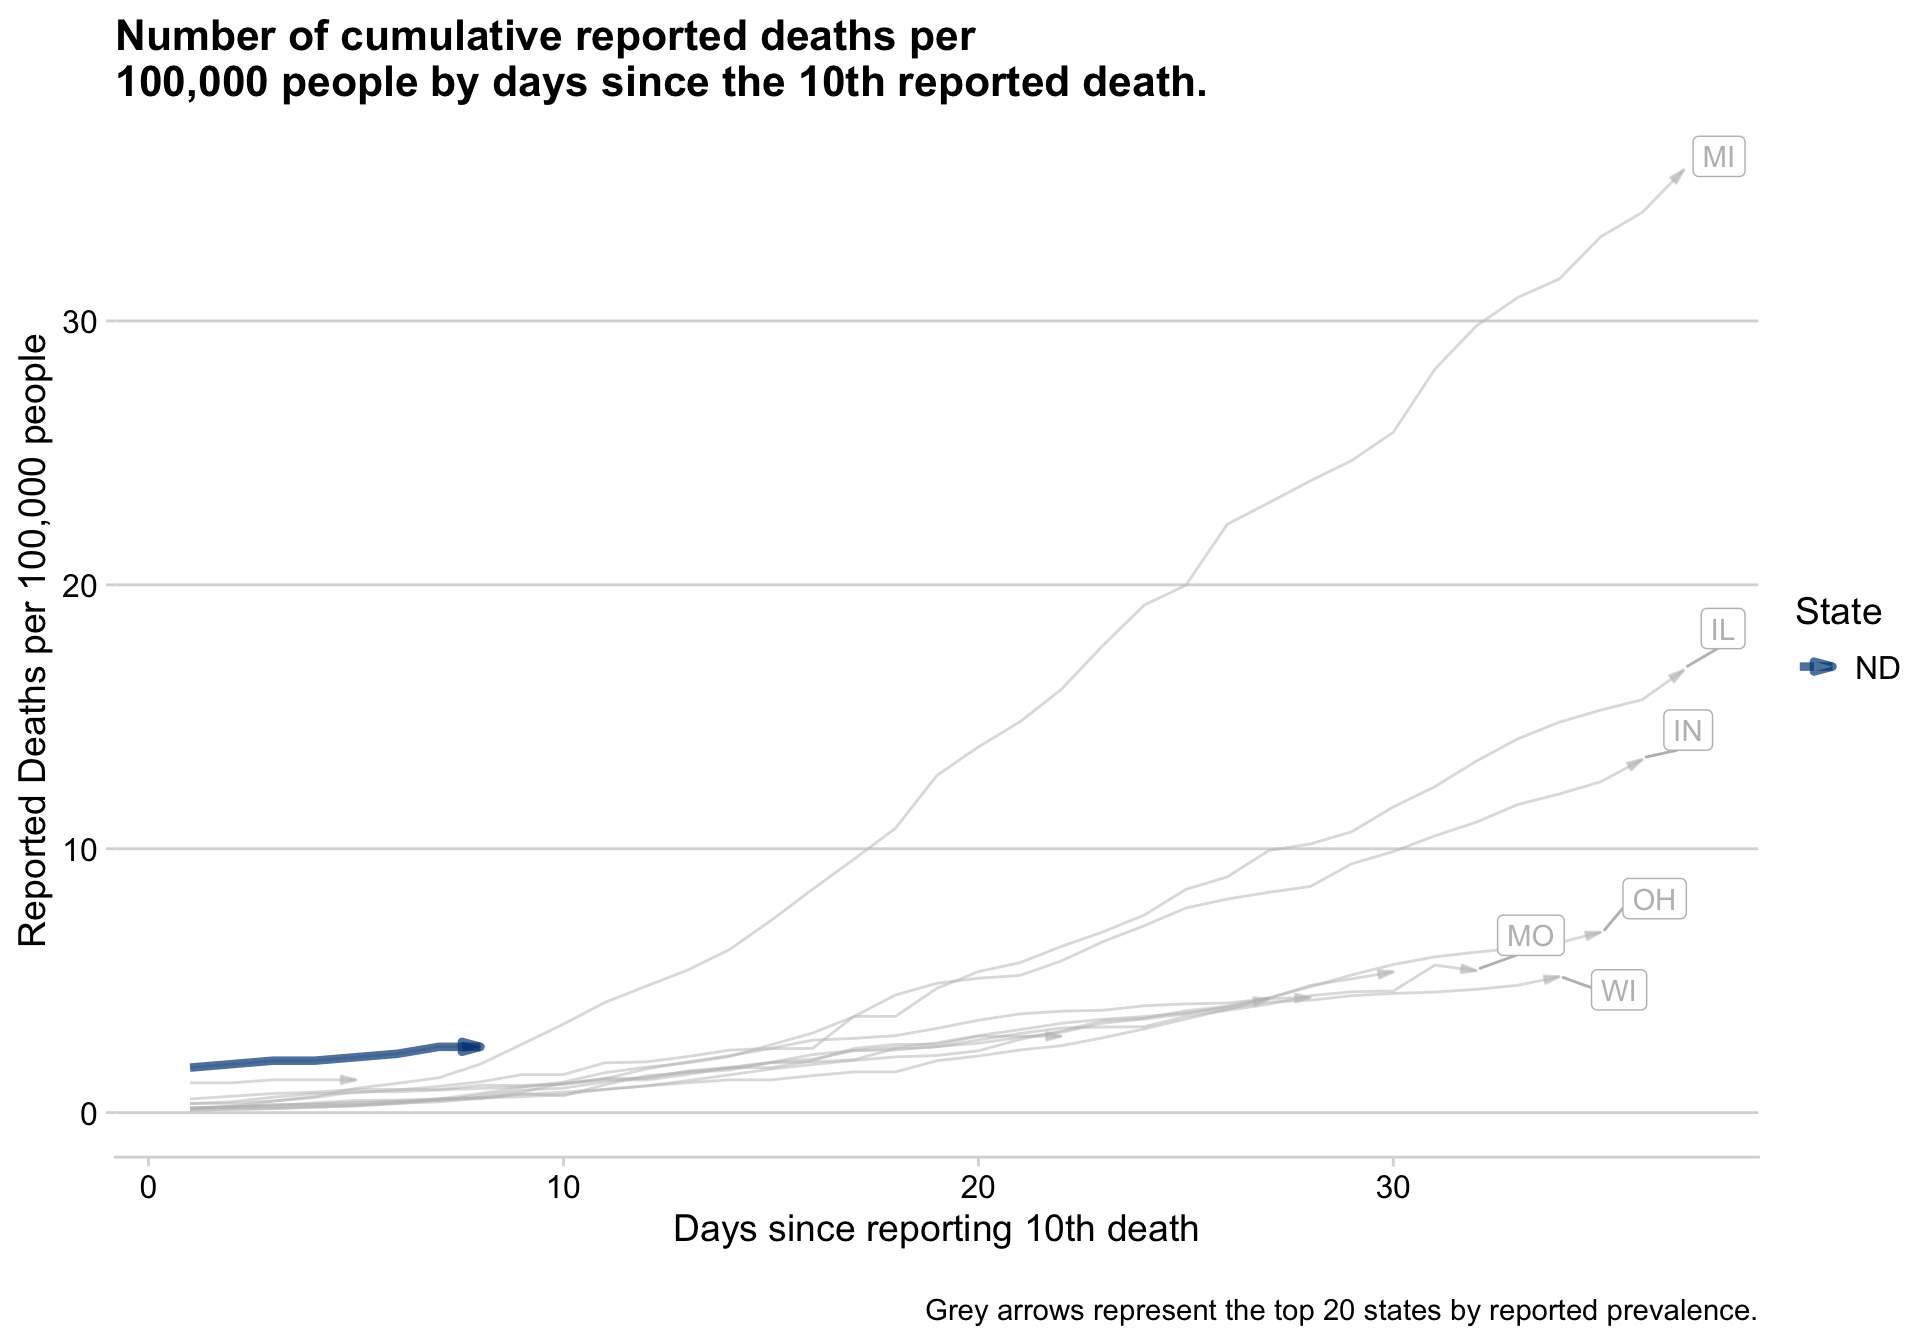 Number of cumulative reported deaths per
100,000 people by days since the 10th reported death.
Reported Deaths per 100,000 people
30
20
10
0
MI
IL
IN
OH
MO
WI
State
ND
0
10
20
30
Days since reporting 10th death
Grey arrows represent the top 20 states by reported prevalence.